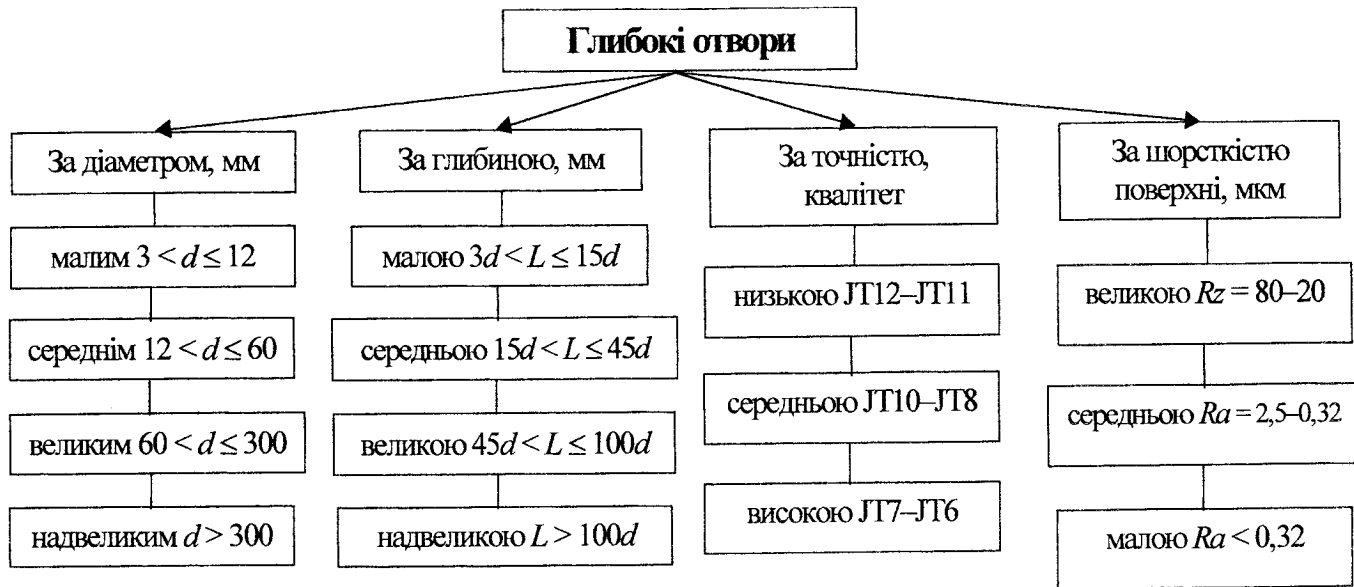 Глибокі отвори
За діаметром, мм
малим 3 < d ≤ 12
середнім 12 < d ≤ 60
великим 60 < d ≤ 300
надвеликим d > 300
За глибиною, мм
малою 3d < L ≤ 15d
середньою 15d < L ≤ 45d
великою 45d < L ≤ 100d
надвеликою L > 100d
За точністю,
квалітет
низькою JT12–JT11
середньою JT10–JT8
високою JT7–JT6
За шорсткістю
поверхні, мкм
великою Rz = 80–20
середньою Ra = 2,5–0,32
малою Ra < 0,32